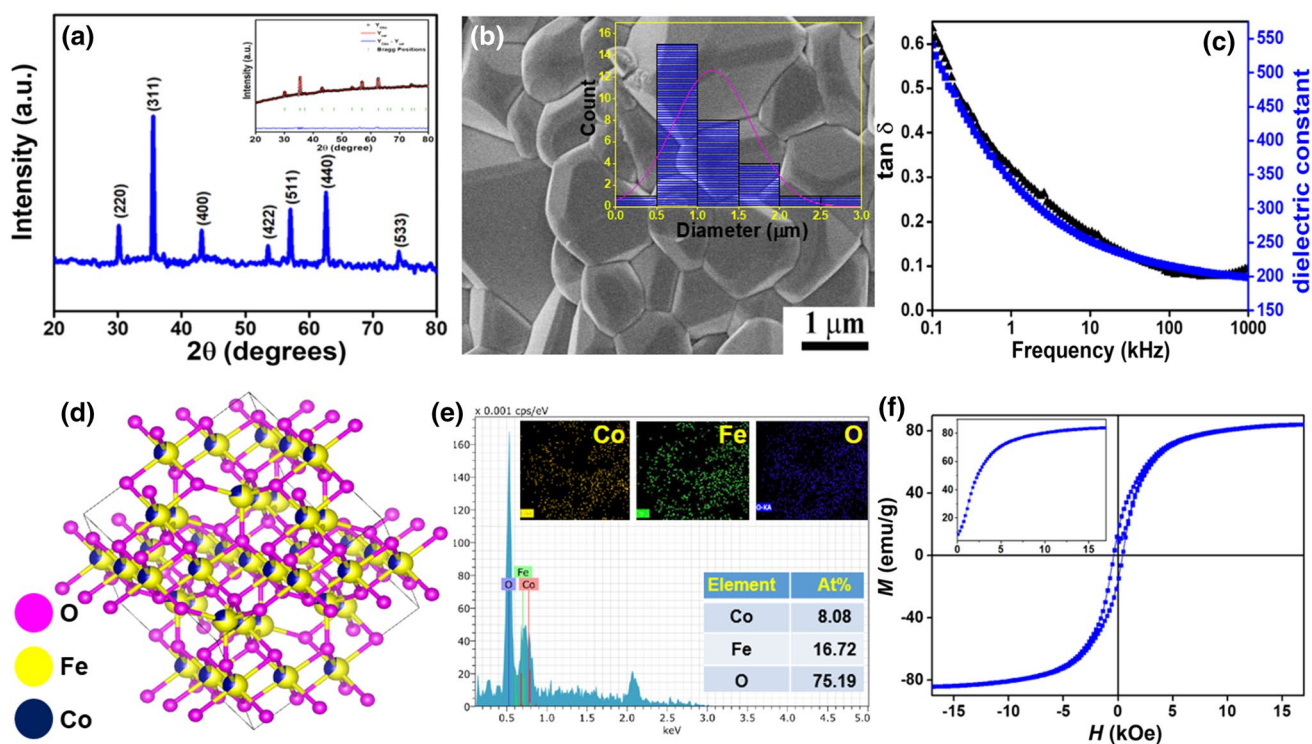 (a)
Intensity (a.u.)
2θ (degrees)
20 30 40 50 60 70 80
(220)
(311)
(400)
(422)
(511)
(440)
(533)
Intensity (a.u.)
2θ (degree)
20 30 40 50 60 70 80
Bragg Positions
(b)
Count
16
14
12
10
8
6
4
2
0
0.0 0.5 1.0 1.5 2.0 2.5 3.0
Diameter (μm)
1 μm
(c)
tan δ
0.6
0.5
0.4
0.3
0.2
0.1
0.0
0.1 1 10 100 1000
Frequency (kHz)
550
500
450
400
350
300
250
200
150
dielectric constant
(d)
O
Fe
Co
(e)
x 0.001 cps/eV
160
140
120
100
80
60
40
20
0
0.5 1.0 1.5 2.0 2.5 3.0 3.5 4.0 4.5 5.0
keV
Co
Fe
O
O-KA
Fe
O Co
Element At%
Co 8.08
Fe 16.72
O 75.19
(f)
M (emu/g)
80
40
0
-40
-80
-15 -10 -5 0 5 10 15
H (kOe)
80
60
40
20
0 5 10 15